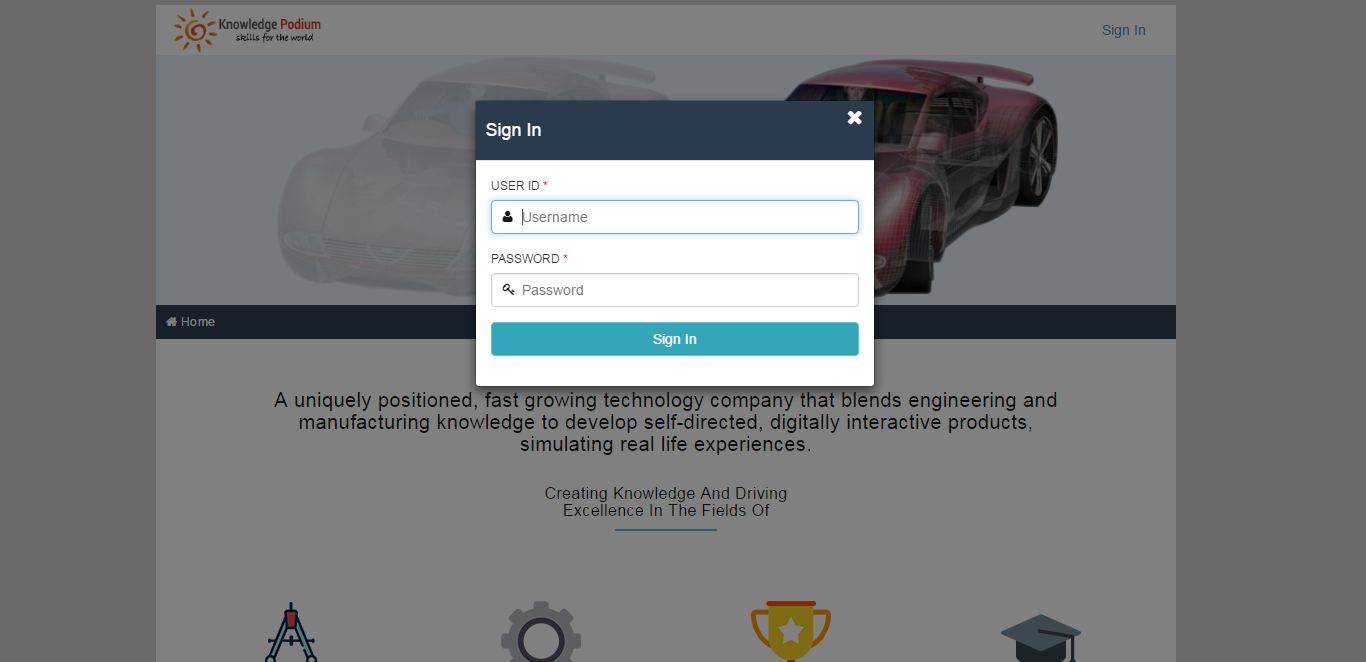 Knowledge Podium
skills for the world
Sign In
Sign In
USER ID *
Username
PASSWORD *
Password
Sign In
Home
A uniquely positioned, fast growing technology company that blends engineering and
manufacturing knowledge to develop self-directed, digitally interactive products,
simulating real life experiences.
Creating Knowledge And Driving
Excellence In The Fields Of